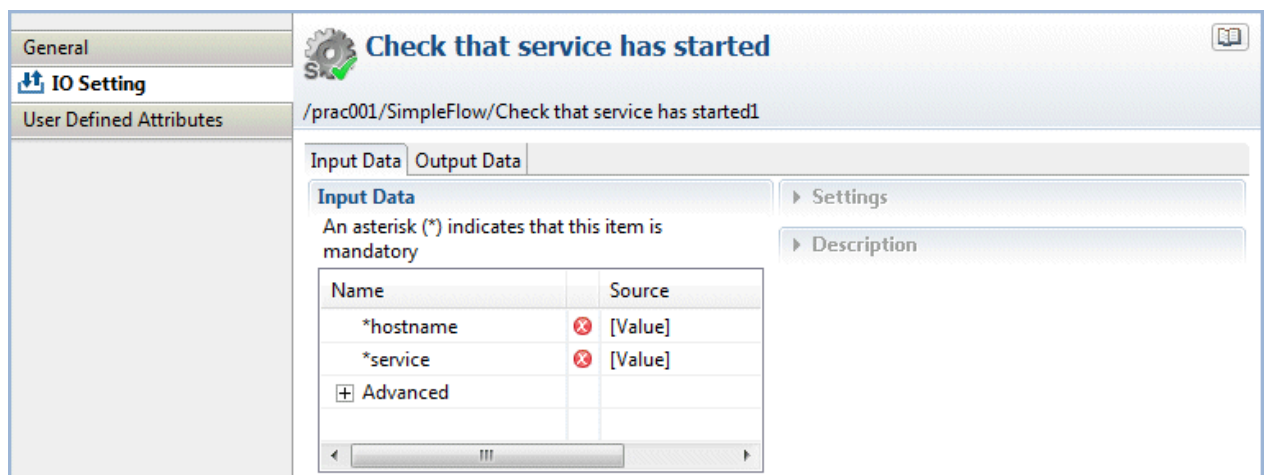 General
IO Setting
User Defined Attributes
Check that service has started
/prac001/SimpleFlow/Check that service has started1
Input Data Output Data
Input Data
An asterisk (*) indicates that this item is
mandatory
Name Source
*hostname [Value]
*service [Value]
Advanced
Settings
Description